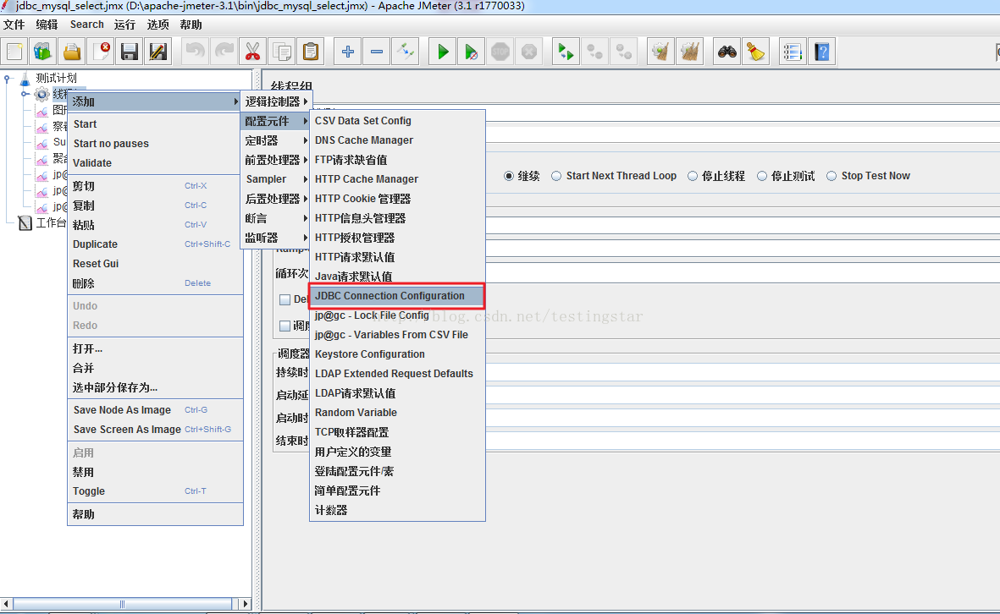 jdbc_mysql_select.jmx (D:\apache-jmeter-3.1\bin\jdbc_mysql_select.jmx) - Apache JMeter (3.1 r1770033)
文件 编辑 Search 运行 选项 帮助
STOP
测试计划
线程
图形
察看
Su
聚合
jp@
jp@
jp@
工作台
添加
Start
Start no pauses
Validate
剪切 Ctrl-X
复制 Ctrl-C
粘贴 Ctrl-V
Duplicate Ctrl+Shift-C
Reset Gui
删除 Delete
Undo
Redo
打开...
合并
选中部分保存为...
Save Node As Image Ctrl-G
Save Screen As Image Ctrl+Shift-G
启用
禁用
Toggle Ctrl-T
帮助
逻辑控制器
配置元件
定时器
前置处理器
Sampler
后置处理器
断言
监听器
CSV Data Set Config
DNS Cache Manager
FTP请求缺省值
HTTP Cache Manager
HTTP Cookie 管理器
HTTP信息头管理器
HTTP授权管理器
HTTP请求默认值
Java请求默认值
JDBC Connection Configuration
jp@gc - Lock File Config
jp@gc - Variables From CSV File
Keystore Configuration
LDAP Extended Request Defaults
LDAP请求默认值
Random Variable
TCP取样器配置
用户定义的变量
登陆配置元件/素
简单配置元件
计数器
线程组
继续 Start Next Thread Loop 停止线程 停止测试 Stop Test Now
Ramp-
循环次
Del
调度
调度器
持续时
启动延
启动时
结束时
http://blog.csdn.net/testingstar